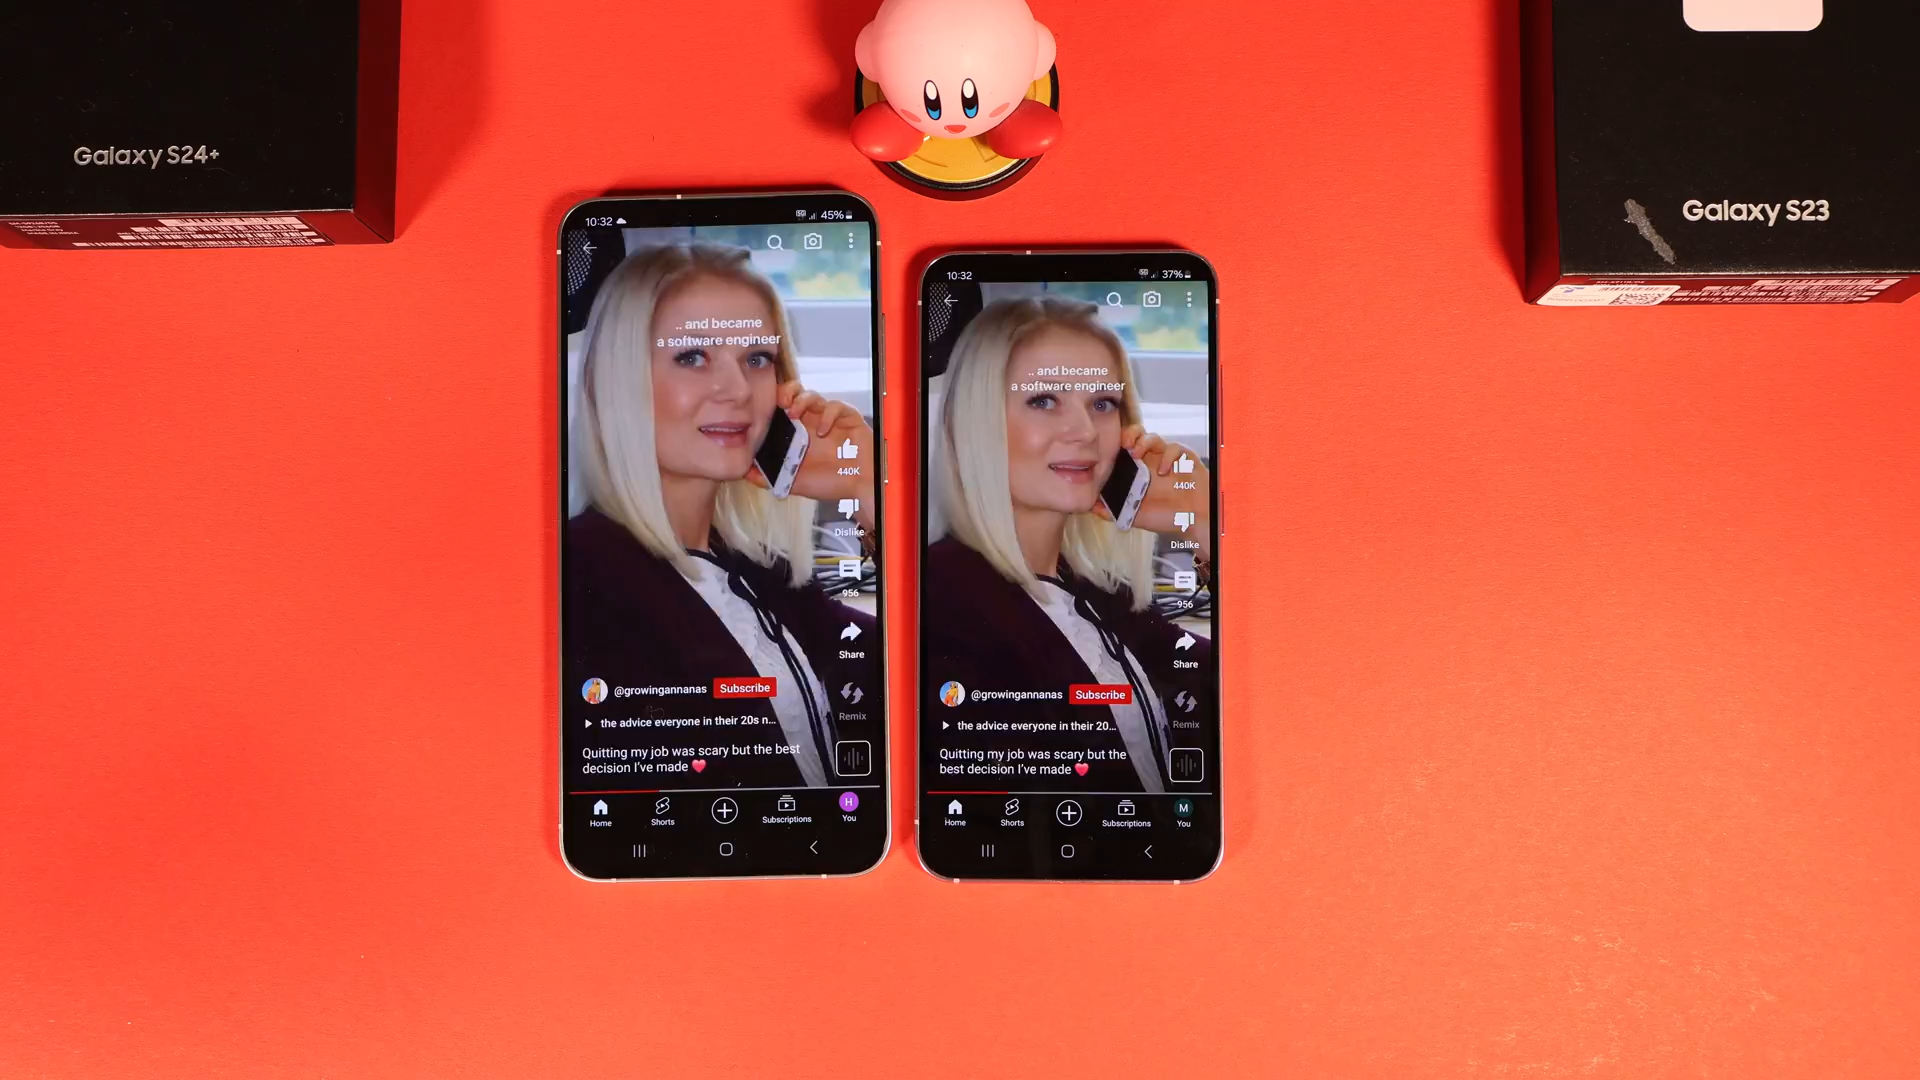 Galaxy S24+
Galaxy S23
10:32
5G
45%
.. and became
a software engineer
440K
Dislike
956
Share
@growingannanas
Subscribe
the advice everyone in their 20s n...
Remix
Quitting my job was scary but the best
decision I've made
Home
Shorts
Subscriptions
H
You
10:32
5G
37%
.. and became
a software engineer
440K
Dislike
956
Share
@growingannanas
Subscribe
the advice everyone in their 20...
Remix
Quitting my job was scary but the
best decision I've made
Home
Shorts
Subscriptions
M
You